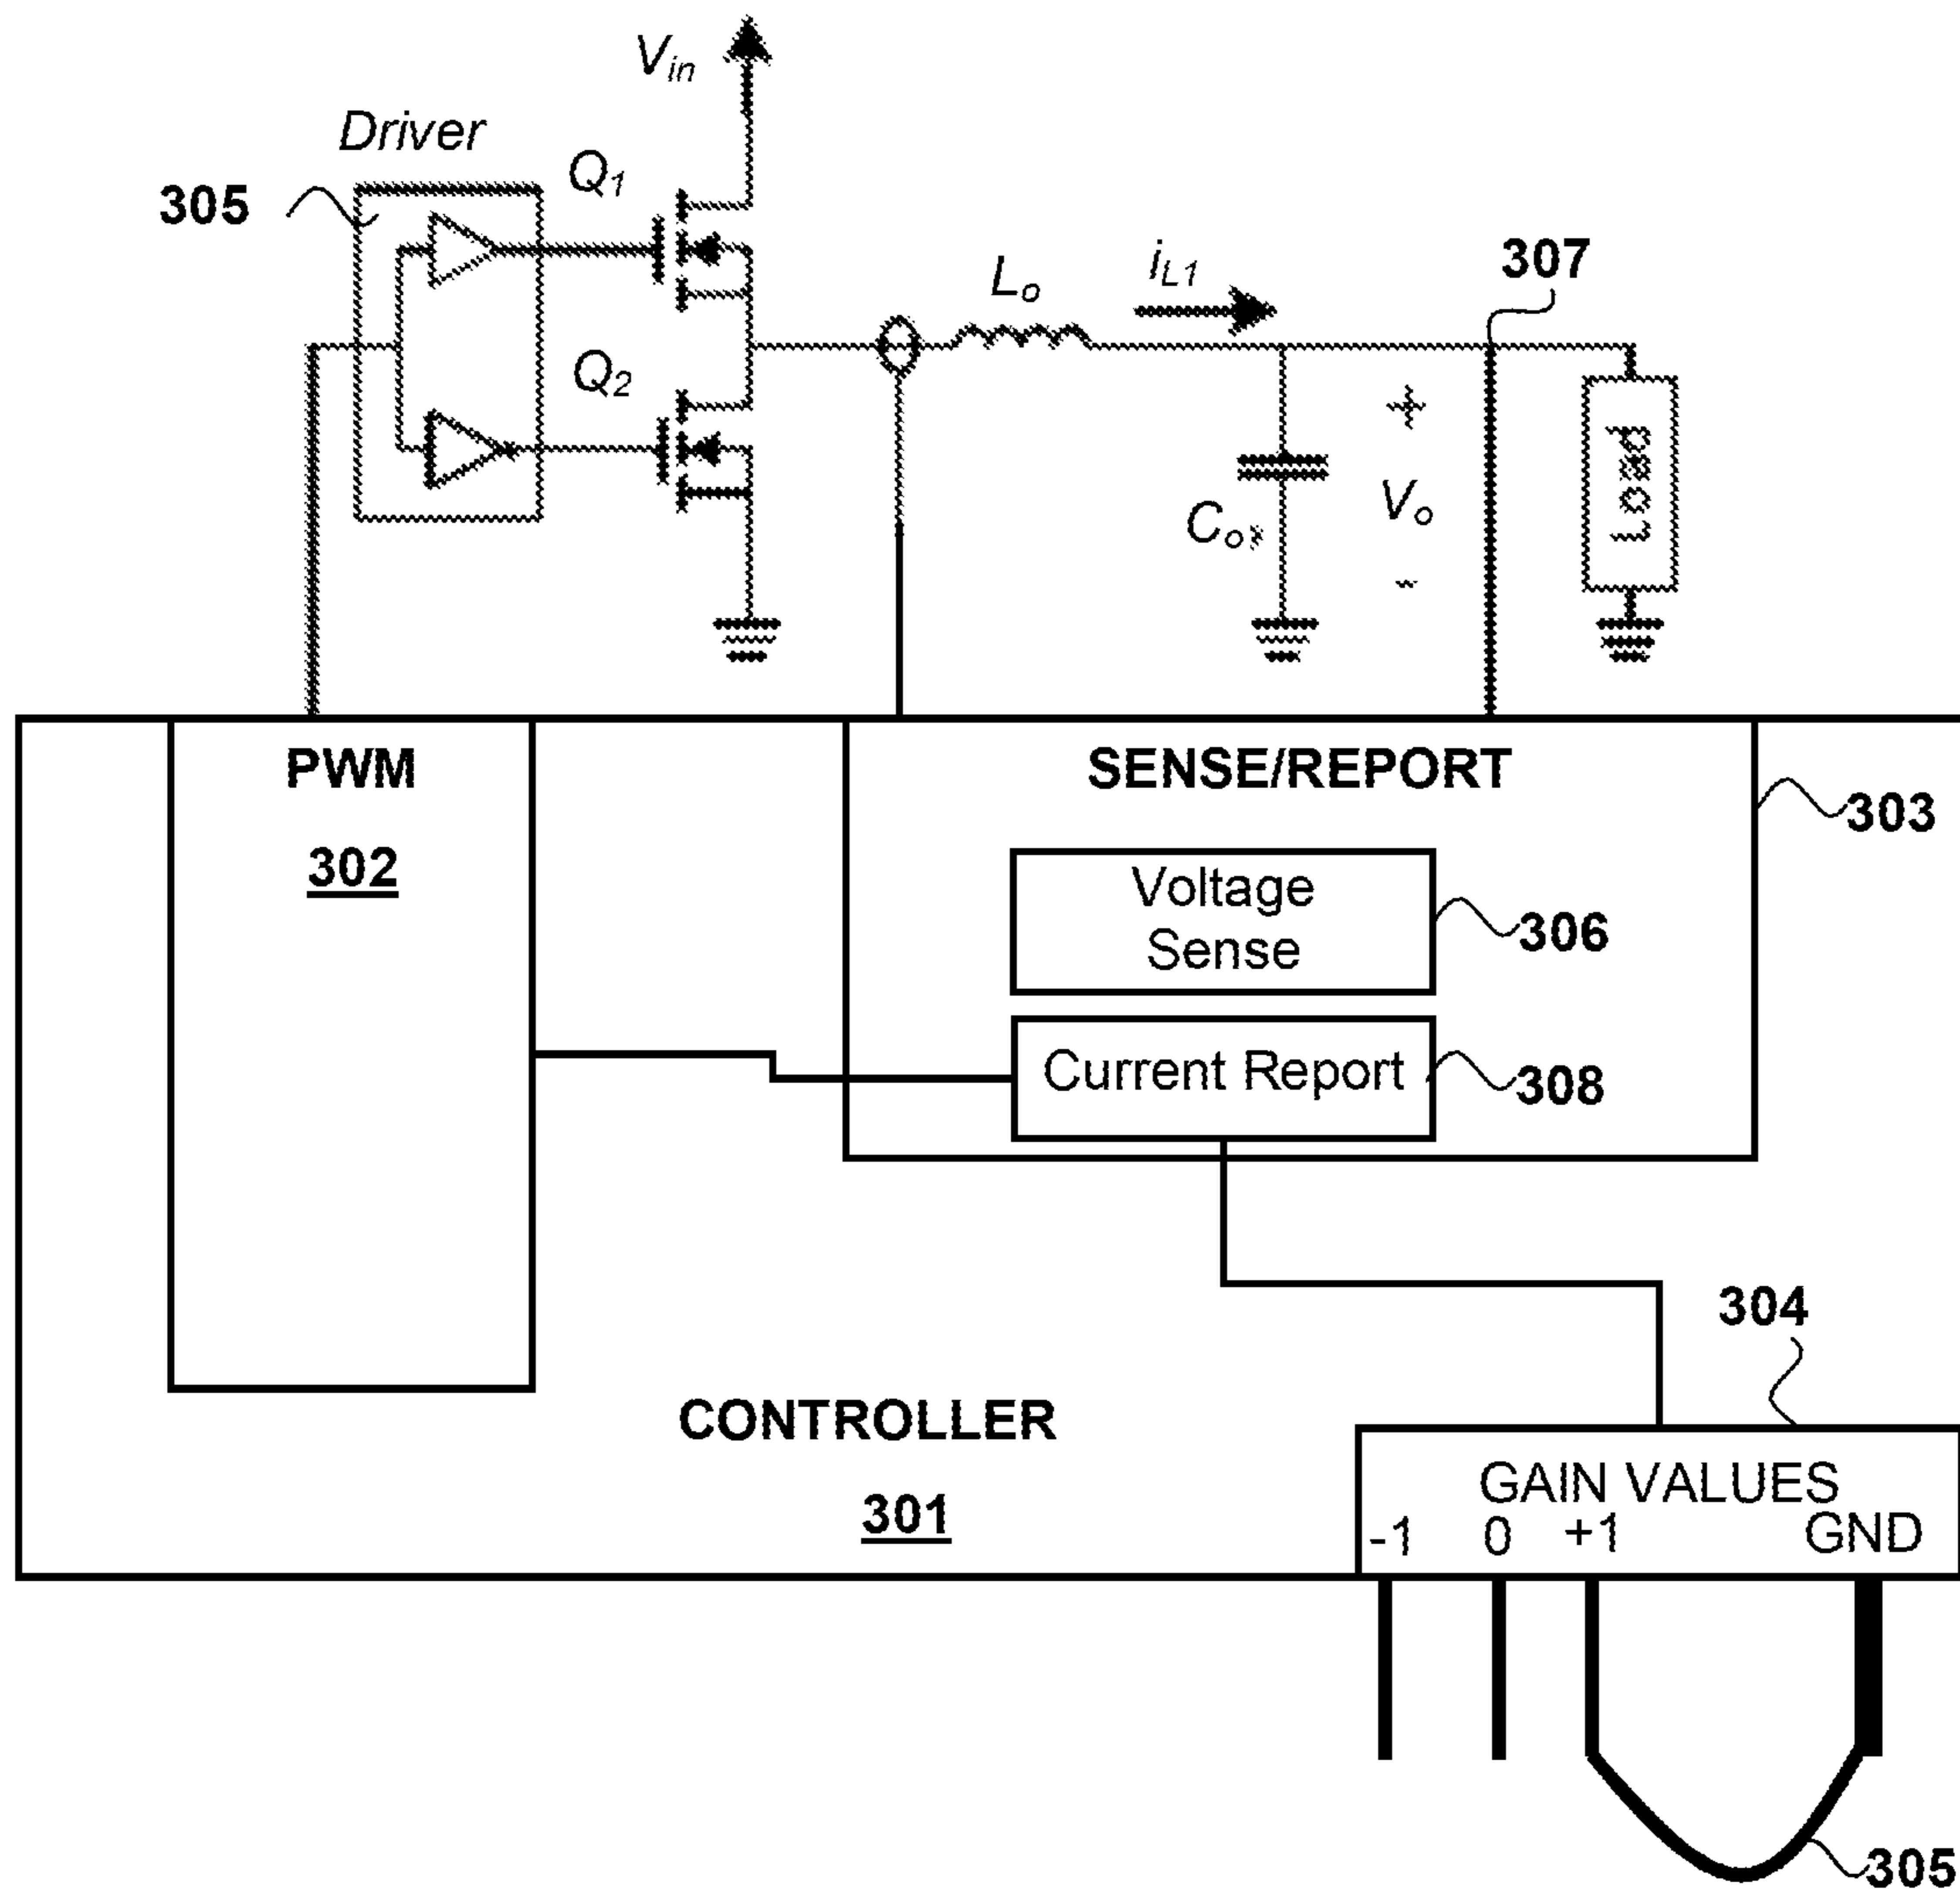 Vin
Driver
305
Q1
Q2
Lo
iL1
307
+
Vo
-
Co
Load
PWM
302
SENSE/REPORT
303
Voltage
Sense
306
Current Report
308
304
CONTROLLER
301
GAIN VALUES
-1 0 +1 GND
305